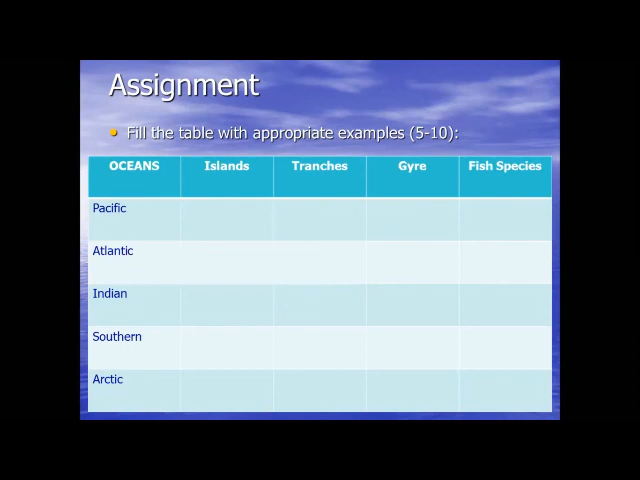 Assignment
• Fill the table with appropriate examples (5-10):
OCEANS Islands Tranches Gyre Fish Species
Pacific
Atlantic
Indian
Southern
Arctic